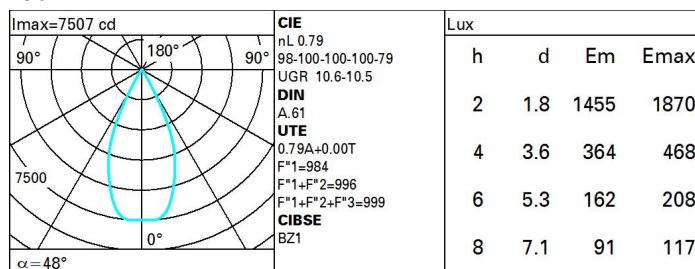 Imax=7507 cd
90°
180°
90°
7500
0°
α=48°
CIE
nL 0.79
98-100-100-100-79
UGR 10.6-10.5
DIN
A.61
UTE
0.79A+0.00T
F"1=984
F"1+F"2=996
F"1+F"2+F"3=999
CIBSE
BZ1
Lux
h d Em Emax
2 1.8 1455 1870
4 3.6 364 468
6 5.3 162 208
8 7.1 91 117